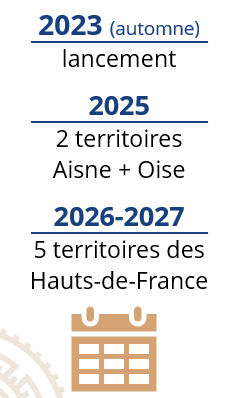 2023 (automne)
lancement
2025
2 territoires
Aisne + Oise
2026-2027
5 territoires des
Hauts-de-France